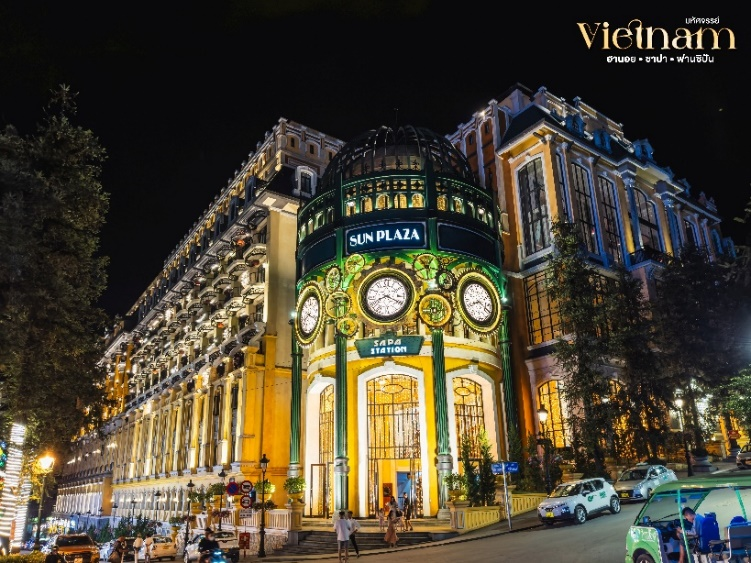 มหัศจรรย์
Vietnam
ฮานอย • ซาปา • ฟานซิปัน
SUN PLAZA
SAPA
STATION